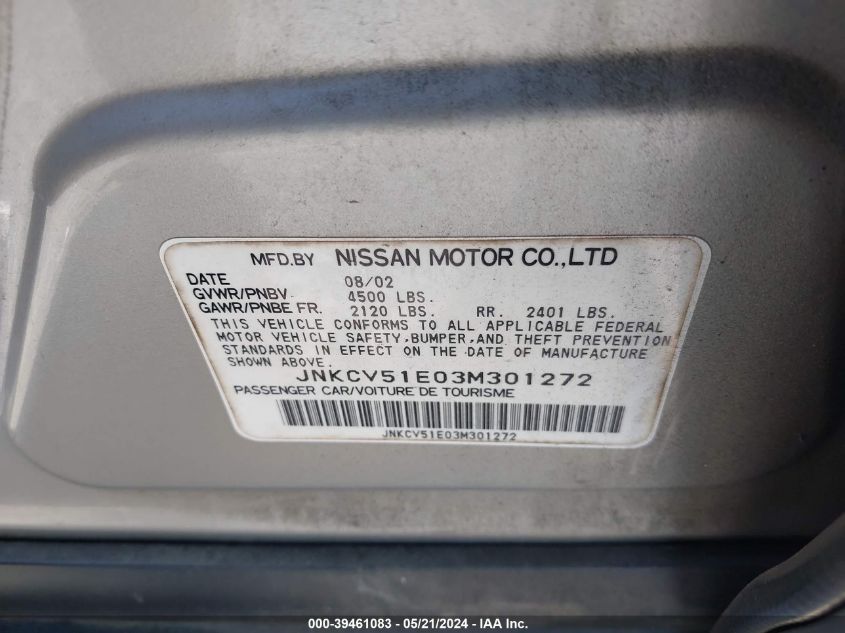 MFD.BY NISSAN MOTOR CO.,LTD
DATE 08/02
GVWR/PNBV 4500 LBS.
GAWR/PNBE FR. 2120 LBS. RR. 2401 LBS.
THIS VEHICLE CONFORMS TO ALL APPLICABLE FEDERAL
MOTOR VEHICLE SAFETY,BUMPER,AND THEFT PREVENTION
STANDARDS IN EFFECT ON THE DATE OF MANUFACTURE
SHOWN ABOVE.
JNKCV51E03M301272
PASSENGER CAR/VOITURE DE TOURISME
JNKCV51E03M301272
000-39461083 - 05/21/2024 - IAA Inc.